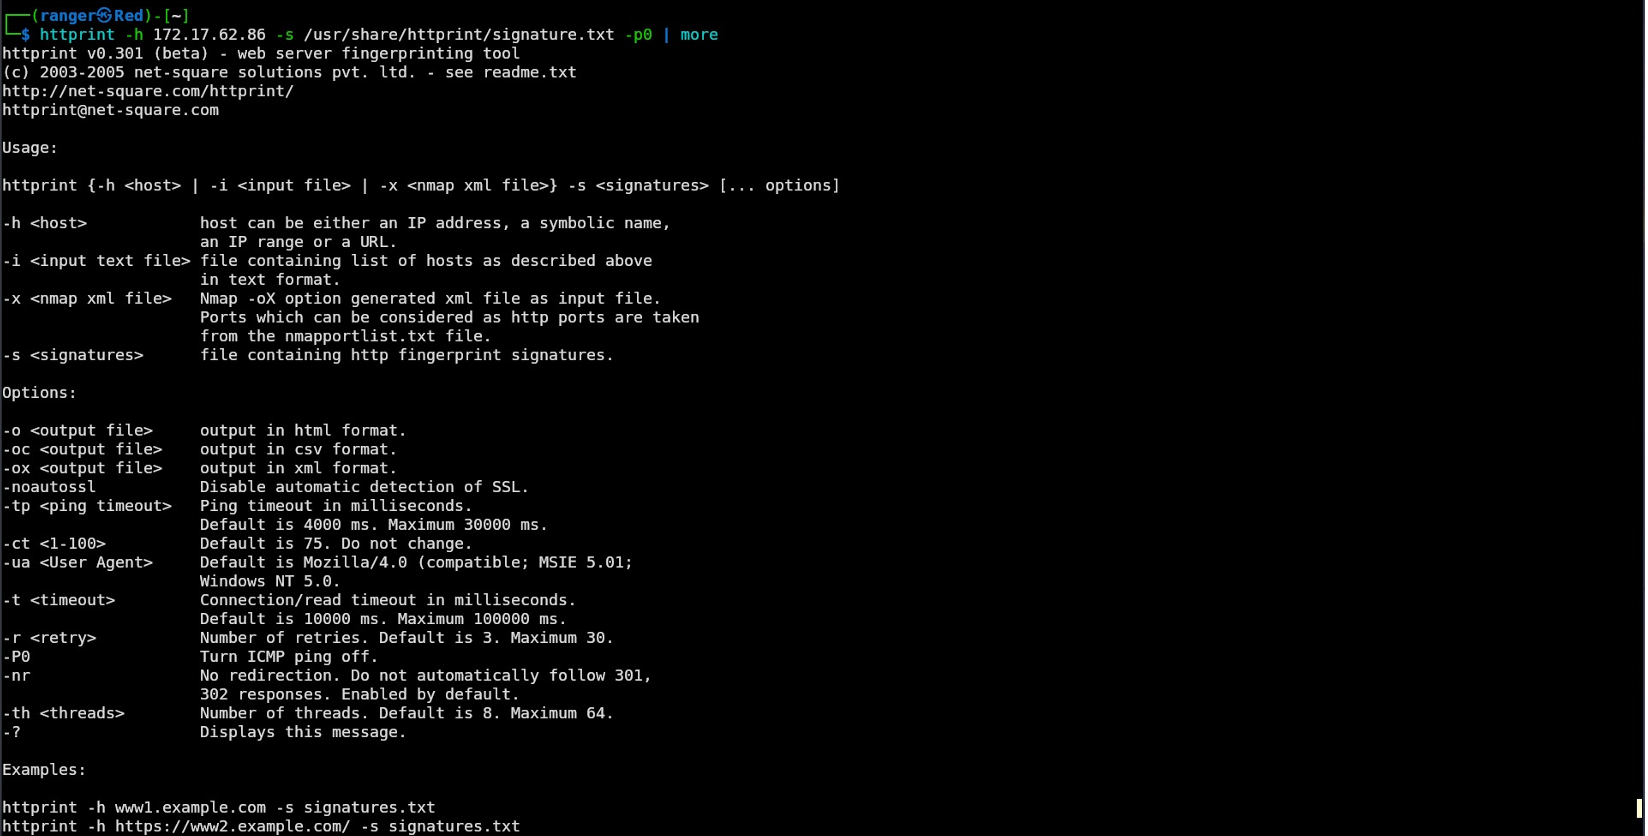 ┌──(ranger㉿Red)-[~]
└─$ httprint -h 172.17.62.86 -s /usr/share/httprint/signature.txt -p0 | more
httprint v0.301 (beta) - web server fingerprinting tool
(c) 2003-2005 net-square solutions pvt. ltd. - see readme.txt
http://net-square.com/httprint/
httprint@net-square.com

Usage:

httprint {-h <host> | -i <input file> | -x <nmap xml file>} -s <signatures> [... options]

-h <host>            host can be either an IP address, a symbolic name,
                     an IP range or a URL.
-i <input text file> file containing list of hosts as described above
                     in text format.
-x <nmap xml file>   Nmap -oX option generated xml file as input file.
                     Ports which can be considered as http ports are taken
                     from the nmapportlist.txt file.
-s <signatures>      file containing http fingerprint signatures.

Options:

-o <output file>     output in html format.
-oc <output file>    output in csv format.
-ox <output file>    output in xml format.
-noautossl           Disable automatic detection of SSL.
-tp <ping timeout>   Ping timeout in milliseconds.
                     Default is 4000 ms. Maximum 30000 ms.
-ct <1-100>          Default is 75. Do not change.
-ua <User Agent>     Default is Mozilla/4.0 (compatible; MSIE 5.01;
                     Windows NT 5.0.
-t <timeout>         Connection/read timeout in milliseconds.
                     Default is 10000 ms. Maximum 100000 ms.
-r <retry>           Number of retries. Default is 3. Maximum 30.
-P0                  Turn ICMP ping off.
-nr                  No redirection. Do not automatically follow 301,
                     302 responses. Enabled by default.
-th <threads>        Number of threads. Default is 8. Maximum 64.
-?                   Displays this message.

Examples:

httprint -h www1.example.com -s signatures.txt
httprint -h https://www2.example.com/ -s signatures.txt